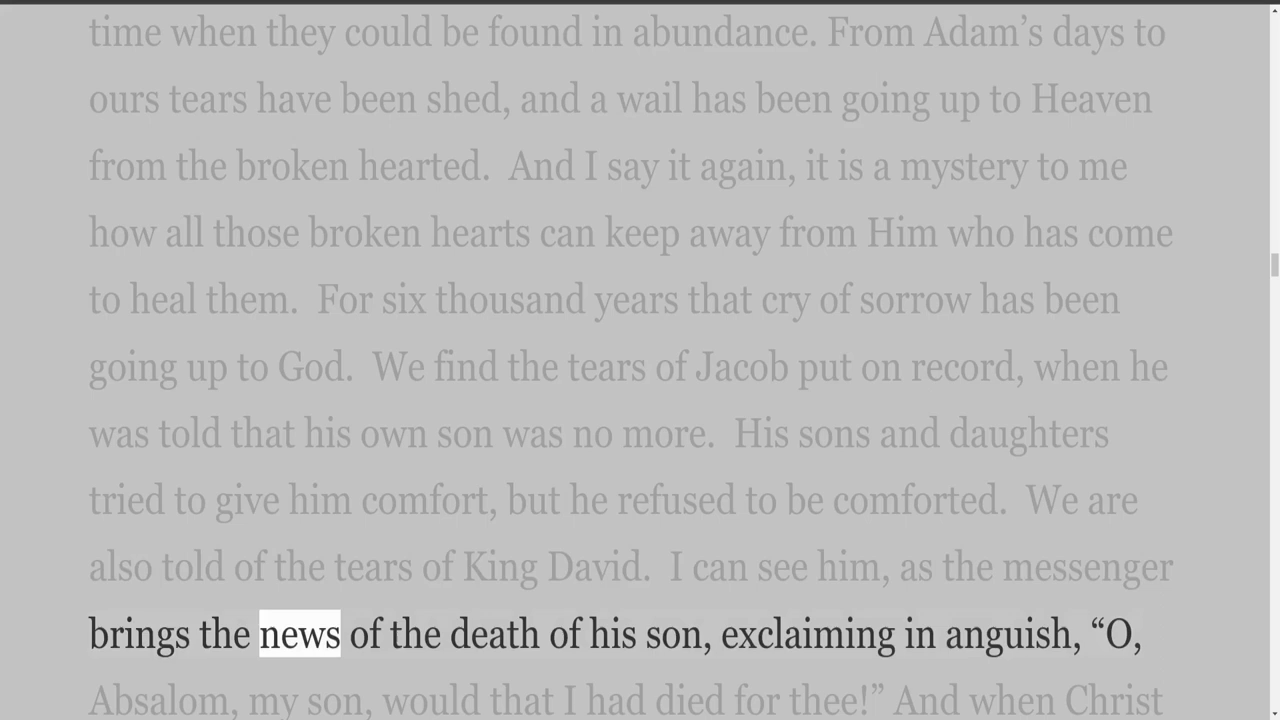 time when they could be found in abundance. From Adam’s days to
ours tears have been shed, and a wail has been going up to Heaven
from the broken hearted.  And I say it again, it is a mystery to me
how all those broken hearts can keep away from Him who has come
to heal them.  For six thousand years that cry of sorrow has been
going up to God.  We find the tears of Jacob put on record, when he
was told that his own son was no more.  His sons and daughters
tried to give him comfort, but he refused to be comforted.  We are
also told of the tears of King David.  I can see him, as the messenger
brings the news of the death of his son, exclaiming in anguish, “O,
Absalom, my son, would that I had died for thee!” And when Christ